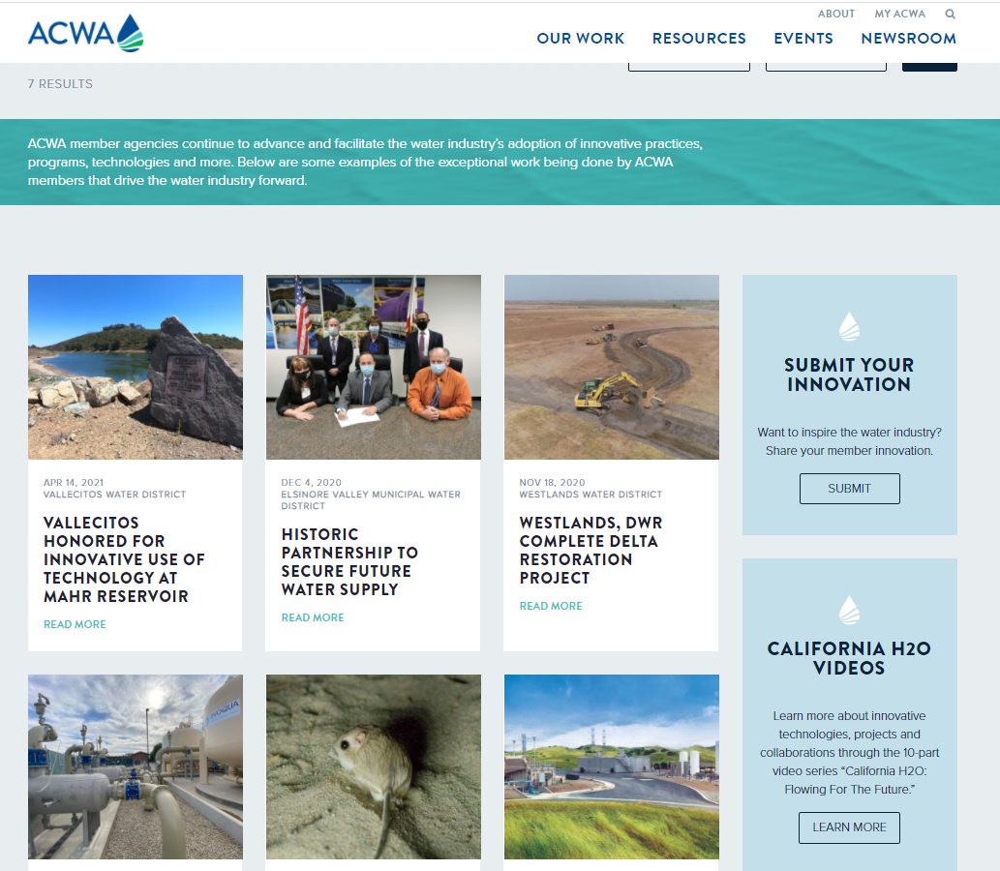 ACWA
ABOUT MY ACWA
OUR WORK RESOURCES EVENTS NEWSROOM
7 RESULTS
ACWA member agencies continue to advance and facilitate the water industry’s adoption of innovative practices,
programs, technologies and more. Below are some examples of the exceptional work being done by ACWA
members that drive the water industry forward.
APR 14, 2021
VALLECITOS WATER DISTRICT
VALLECITOS
HONORED FOR
INNOVATIVE USE OF
TECHNOLOGY AT
MAHR RESERVOIR
READ MORE
DEC 4, 2020
ELSINORE VALLEY MUNICIPAL WATER
DISTRICT
HISTORIC
PARTNERSHIP TO
SECURE FUTURE
WATER SUPPLY
READ MORE
NOV 18, 2020
WESTLANDS WATER DISTRICT
WESTLANDS, DWR
COMPLETE DELTA
RESTORATION
PROJECT
READ MORE
SUBMIT YOUR
INNOVATION
Want to inspire the water industry?
Share your member innovation.
SUBMIT
CALIFORNIA H2O
VIDEOS
Learn more about innovative
technologies, projects and
collaborations through the 10-part
video series “California H2O:
Flowing For The Future.”
LEARN MORE